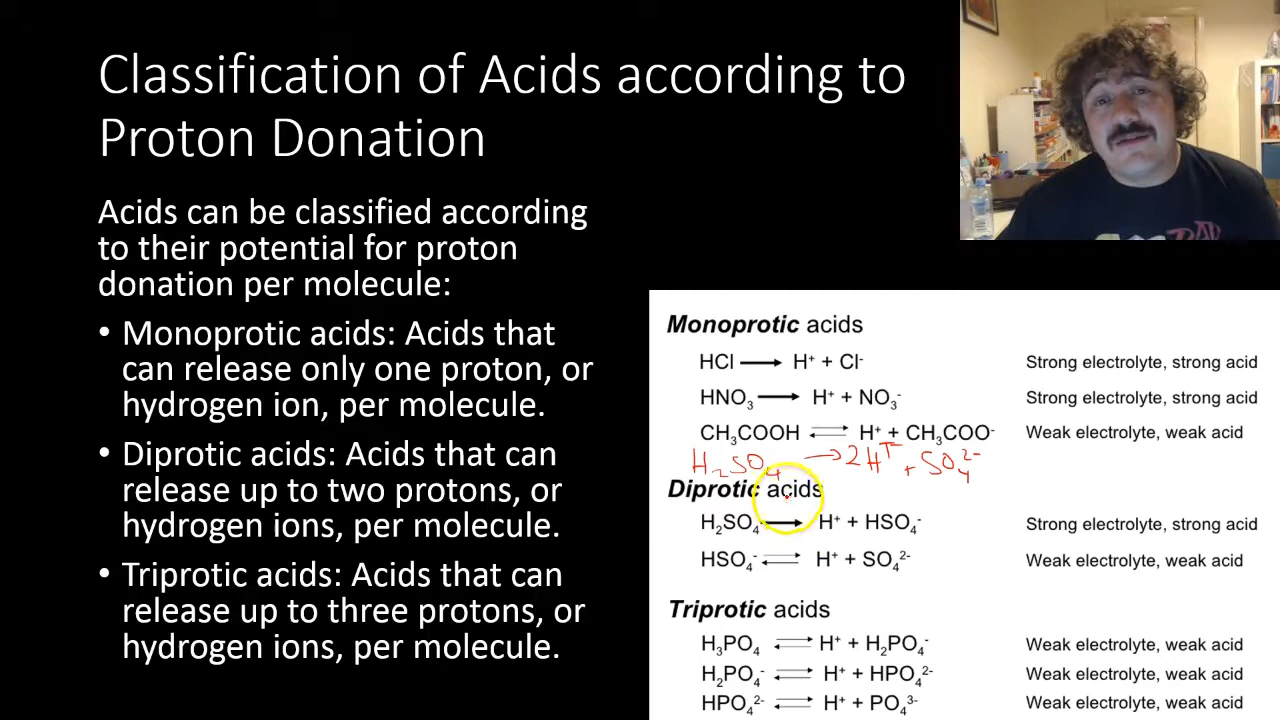 Classification of Acids according to
Proton Donation
Acids can be classified according
to their potential for proton
donation per molecule:
• Monoprotic acids: Acids that
can release only one proton, or
hydrogen ion, per molecule.
• Diprotic acids: Acids that can
release up to two protons, or
hydrogen ions, per molecule.
• Triprotic acids: Acids that can
release up to three protons, or
hydrogen ions, per molecule.
Monoprotic acids
HCl ⟶ H⁺ + Cl⁻ Strong electrolyte, strong acid
HNO₃ ⟶ H⁺ + NO₃⁻ Strong electrolyte, strong acid
CH₃COOH ⇌ H⁺ + CH₃COO⁻ Weak electrolyte, weak acid
H₂SO₄ → 2H⁺ + SO₄²⁻
Diprotic acids
H₂SO₄ ⟶ H⁺ + HSO₄⁻ Strong electrolyte, strong acid
HSO₄⁻ ⇌ H⁺ + SO₄²⁻ Weak electrolyte, weak acid
Triprotic acids
H₃PO₄ ⇌ H⁺ + H₂PO₄⁻ Weak electrolyte, weak acid
H₂PO₄⁻ ⇌ H⁺ + HPO₄²⁻ Weak electrolyte, weak acid
HPO₄²⁻ ⇌ H⁺ + PO₄³⁻ Weak electrolyte, weak acid